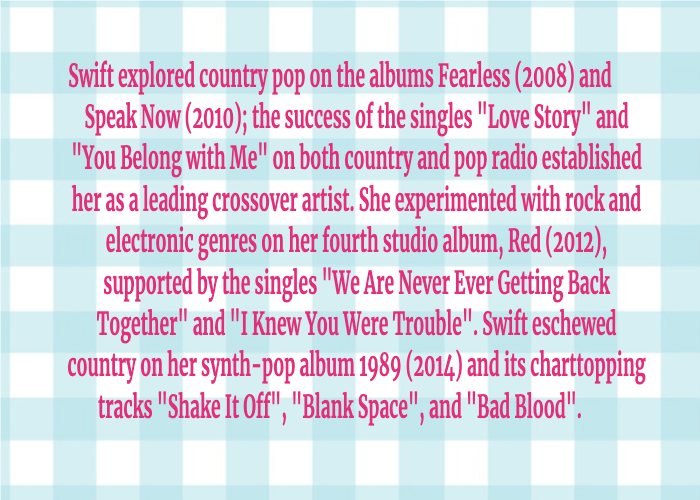 Swift explored country pop on the albums Fearless (2008) and
Speak Now (2010); the success of the singles "Love Story" and
"You Belong with Me" on both country and pop radio established
her as a leading crossover artist. She experimented with rock and
electronic genres on her fourth studio album, Red (2012),
supported by the singles "We Are Never Ever Getting Back
Together" and "I Knew You Were Trouble". Swift eschewed
country on her synth-pop album 1989 (2014) and its charttopping
tracks "Shake It Off", "Blank Space", and "Bad Blood".